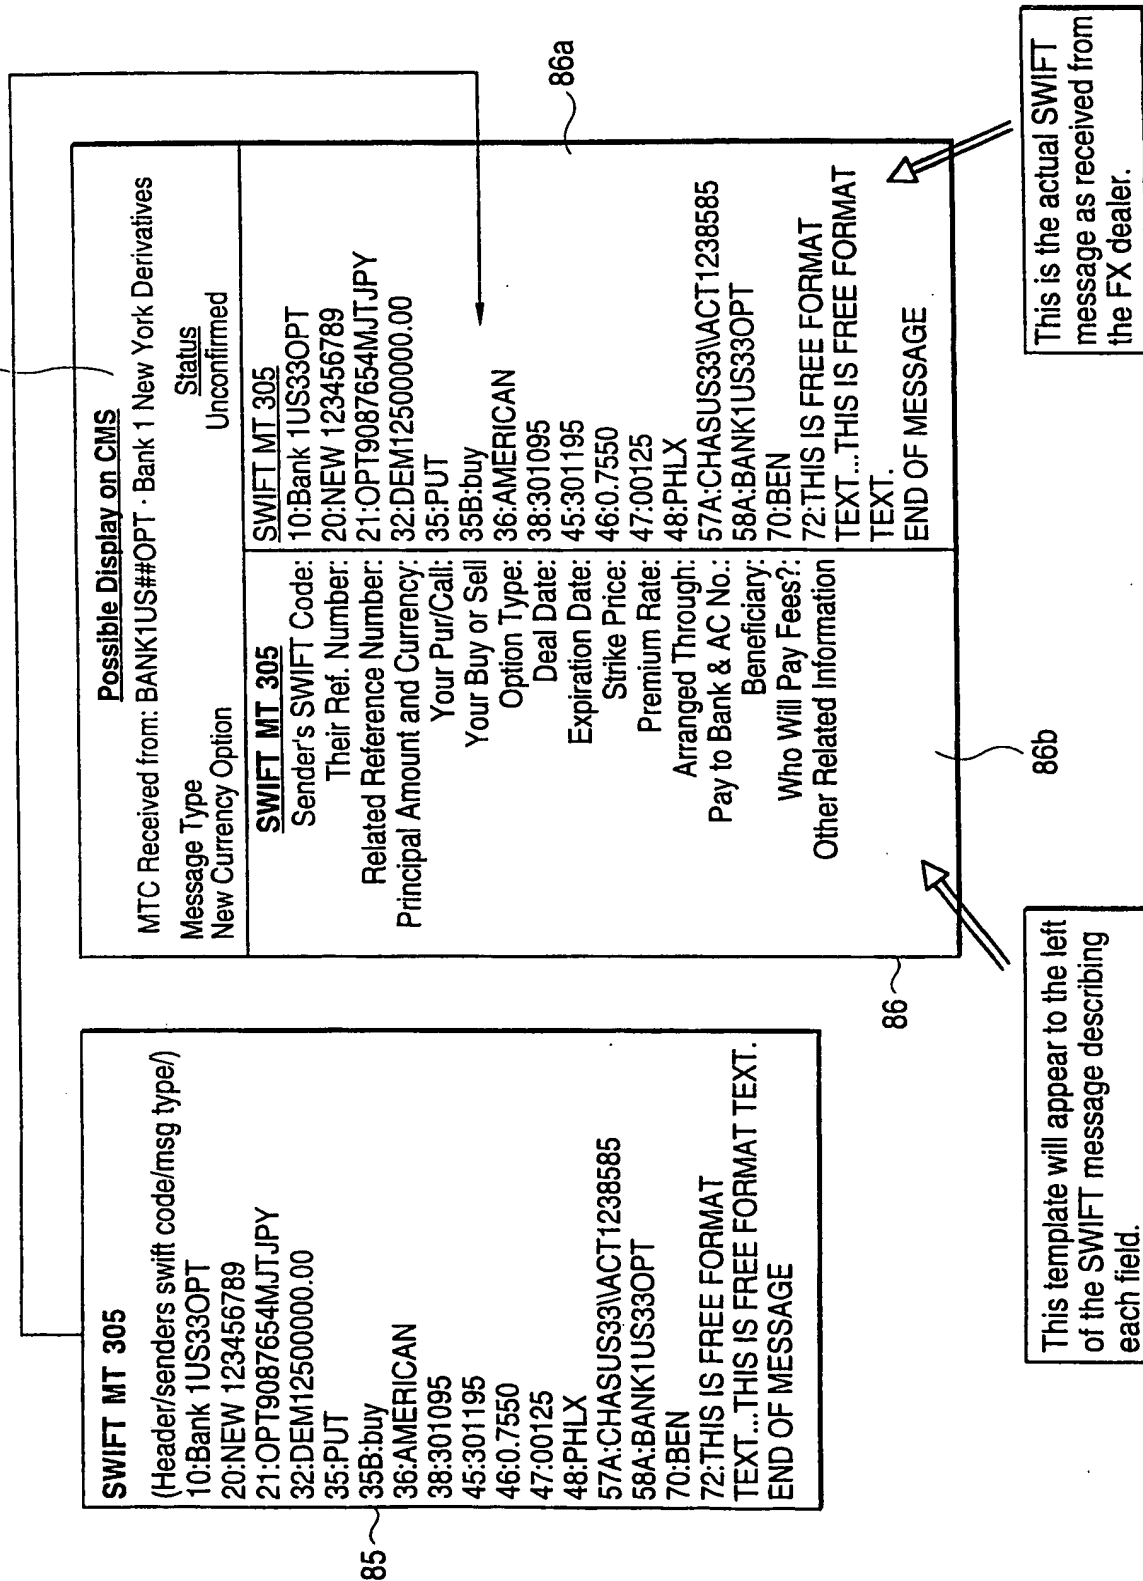 SWIFT MT 305
(Header/senders swift code/msg type/)
10:Bank 1US33OPT
20:NEW 123456789
21:OPT9087654MJTJPY
32:DEM12500000.00
35:PUT
35B:buy
36:AMERICAN
38:301095
45:301195
46:0.7550
47:00125
48:PHLX
57A:CHASUS33\\ACT1238585
58A:BANK1US33OPT
70:BEN
72:THIS IS FREE FORMAT
TEXT...THIS IS FREE FORMAT TEXT.
END OF MESSAGE
85
Possible Display on CMS
MTC Received from: BANK1US##OPT · Bank 1 New York Derivatives
Message Type
New Currency Option
Status
Unconfirmed
SWIFT MT 305
Sender's SWIFT Code:
Their Ref. Number:
Related Reference Number:
Principal Amount and Currency:
Your Pur/Call:
Your Buy or Sell
Option Type:
Deal Date:
Expiration Date:
Strike Price:
Premium Rate:
Arranged Through:
Pay to Bank & AC No.:
Beneficiary:
Who Will Pay Fees?:
Other Related Information
SWIFT MT 305
10:Bank 1US33OPT
20:NEW 123456789
21:OPT9087654MJTJPY
32:DEM12500000.00
35:PUT
35B:buy
36:AMERICAN
38:301095
45:301195
46:0.7550
47:00125
48:PHLX
57A:CHASUS33\\ACT1238585
58A:BANK1US33OPT
70:BEN
72:THIS IS FREE FORMAT
TEXT...THIS IS FREE FORMAT
TEXT.
END OF MESSAGE
86
86b
86a
This template will appear to the left
of the SWIFT message describing
each field.
This is the actual SWIFT
message as received from
the FX dealer.